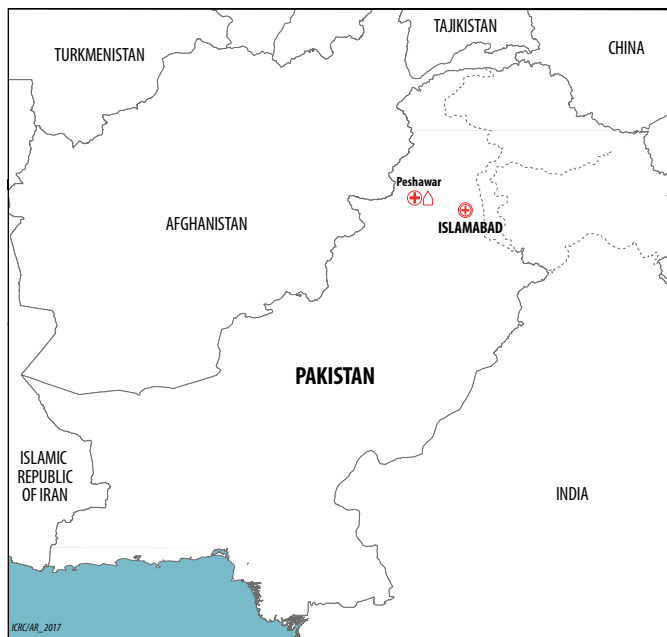 TURKMENISTAN
TAJIKISTAN
CHINA
Peshawar
ISLAMABAD
AFGHANISTAN
PAKISTAN
ISLAMIC
REPUBLIC
OF IRAN
INDIA
ICRC/AR_2017